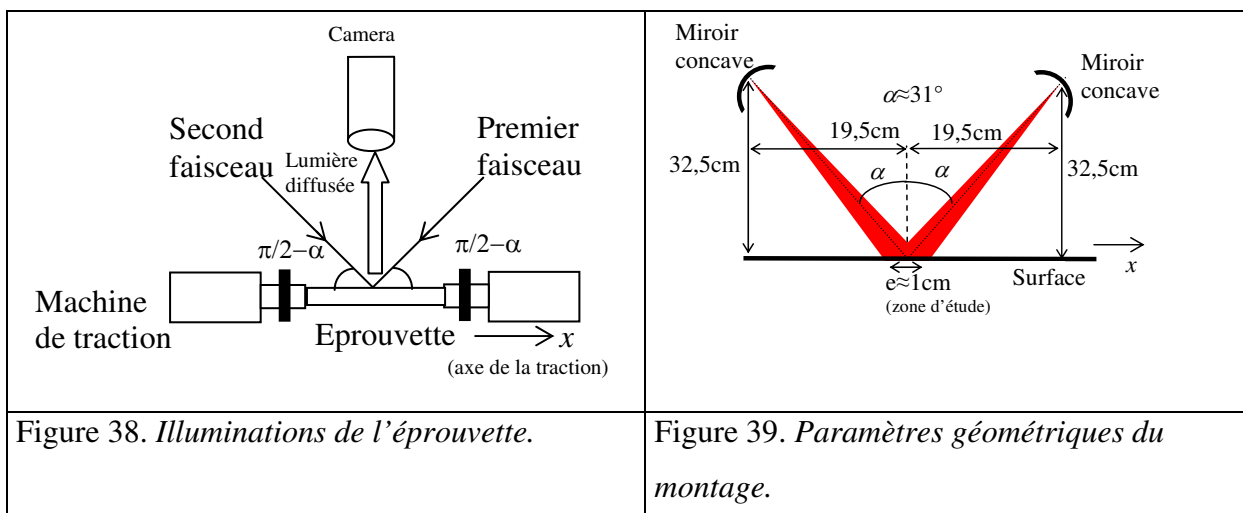 Camera
Second
faisceau
Premier
faisceau
Lumière
diffusée
π/2−α
π/2−α
Machine
de traction
Eprouvette
x
(axe de la traction)
Miroir
concave
Miroir
concave
α≈31°
19,5cm
19,5cm
32,5cm
32,5cm
α
α
x
e≈1cm
(zone d'étude)
Surface
Figure 38. Illuminations de l'éprouvette.
Figure 39. Paramètres géométriques du
montage.